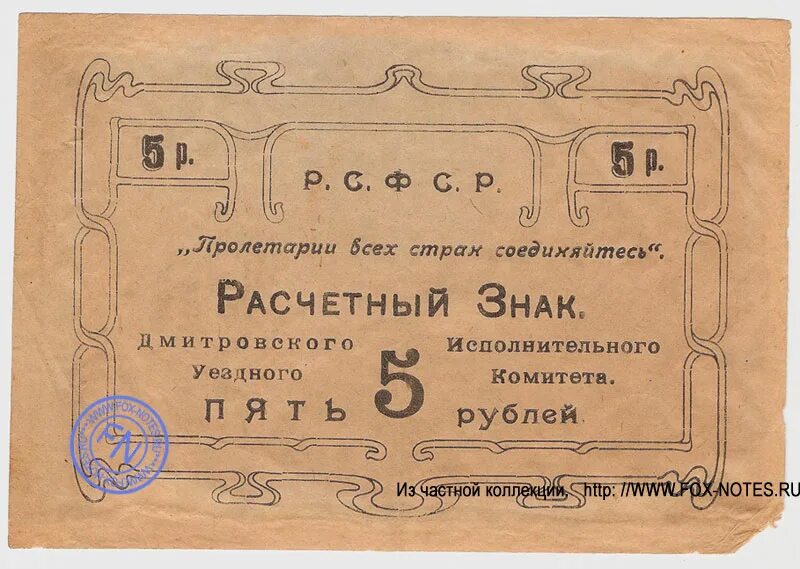 5 р. 5 р.
Р. С. Ф С. Р.
„Пролетарии всех стран соединяйтесь“.
Расчетный Знак.
Дмитровского Исполнительного
Уездного Комитета.
5
ПЯТЬ рублей
FN
Из частной коллекции, http: //WWW.FOX-NOTES.RU